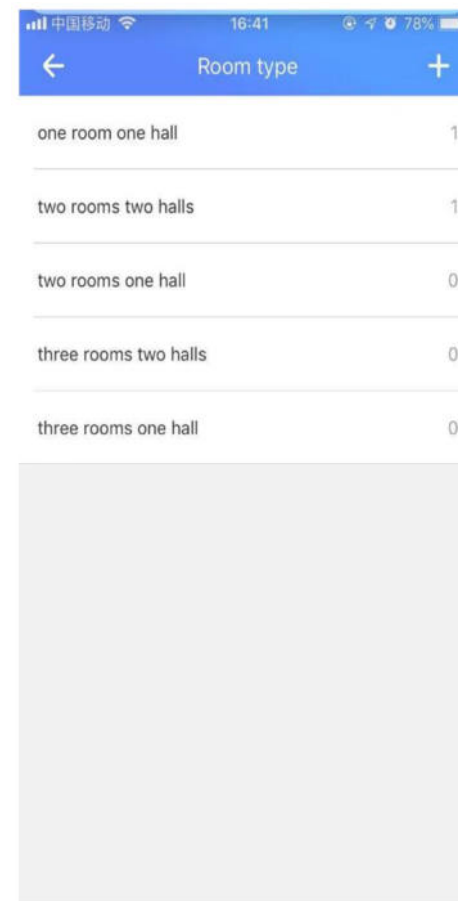 中国移动 16:41 78%
Room type
one room one hall 1
two rooms two halls 1
two rooms one hall 0
three rooms two halls 0
three rooms one hall 0